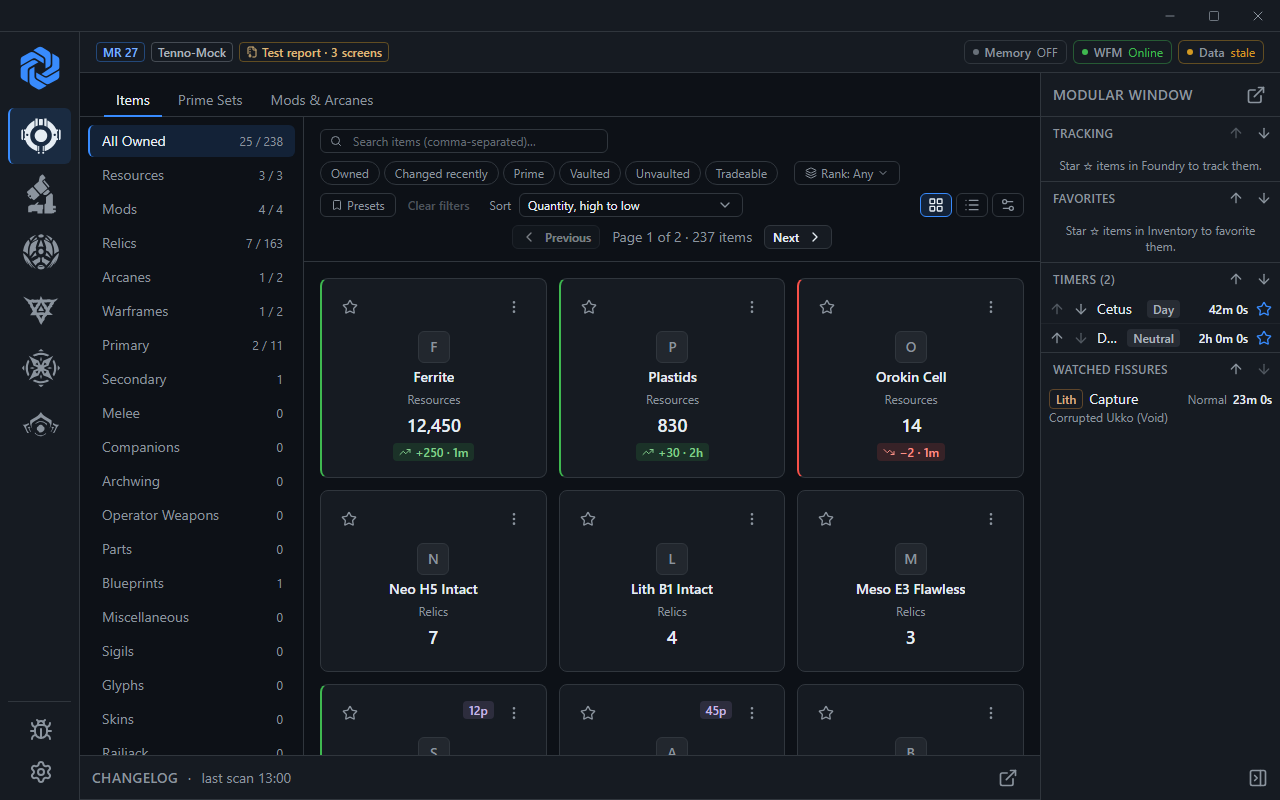 MR 27
Tenno-Mock
Test report · 3 screens
Memory OFF
WFM Online
Data stale
Items
Prime Sets
Mods & Arcanes
All Owned 25 / 238
Resources 3 / 3
Mods 4 / 4
Relics 7 / 163
Arcanes 1 / 2
Warframes 1 / 2
Primary 2 / 11
Secondary 1
Melee 0
Companions 0
Archwing 0
Operator Weapons 0
Parts 0
Blueprints 1
Miscellaneous 0
Sigils 0
Glyphs 0
Skins 0
Railjack 0
Search items (comma-separated)...
Owned
Changed recently
Prime
Vaulted
Unvaulted
Tradeable
Rank: Any
Presets
Clear filters
Sort
Quantity, high to low
Previous
Page 1 of 2 · 237 items
Next
F
Ferrite
Resources
12,450
+250 · 1m
P
Plastids
Resources
830
+30 · 2h
O
Orokin Cell
Resources
14
−2 · 1m
N
Neo H5 Intact
Relics
7
L
Lith B1 Intact
Relics
4
M
Meso E3 Flawless
Relics
3
12p
S
45p
A
B
MODULAR WINDOW
TRACKING
Star ☆ items in Foundry to track them.
FAVORITES
Star ☆ items in Inventory to favorite
them.
TIMERS (2)
Cetus Day 42m 0s
D... Neutral 2h 0m 0s
WATCHED FISSURES
Lith Capture Normal 23m 0s
Corrupted Ukko (Void)
CHANGELOG · last scan 13:00